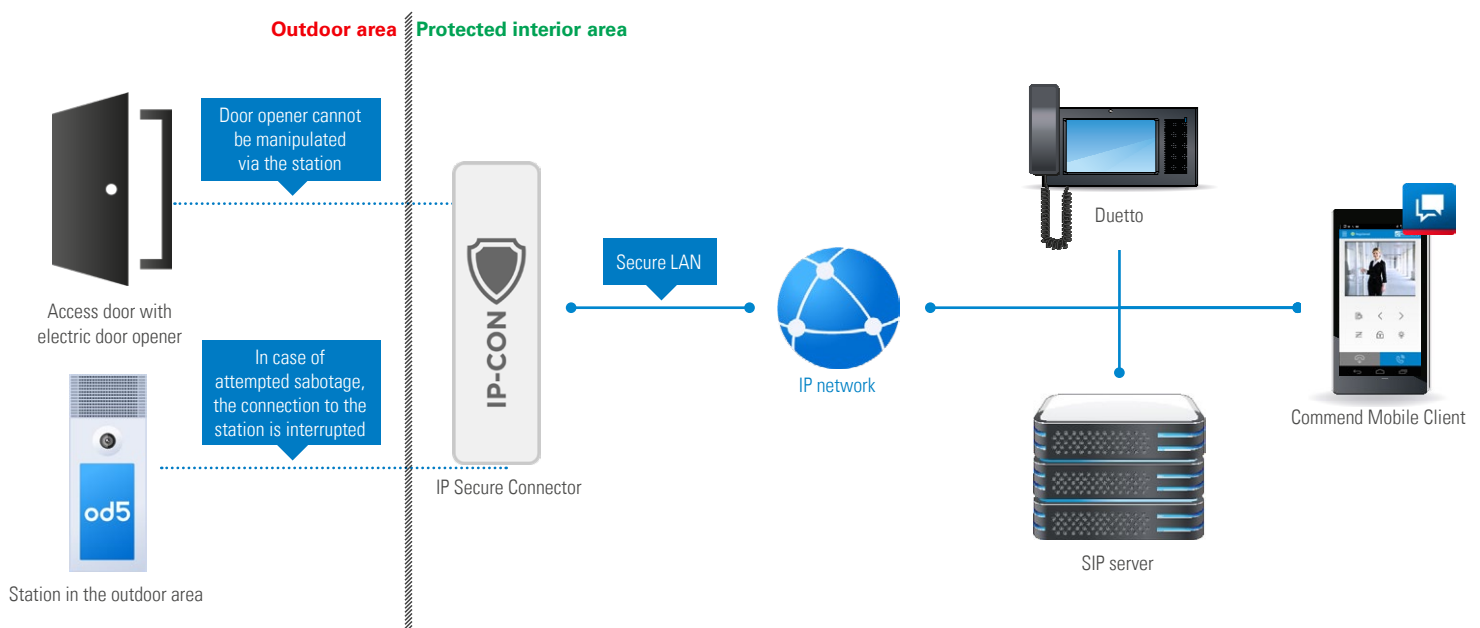 Outdoor area
Protected interior area
Door opener cannot
be manipulated
via the station
Access door with
electric door opener
In case of
attempted sabotage,
the connection to the
station is interrupted
od5
Station in the outdoor area
IP-CON
IP Secure Connector
Secure LAN
IP network
Duetto
SIP server
Commend Mobile Client